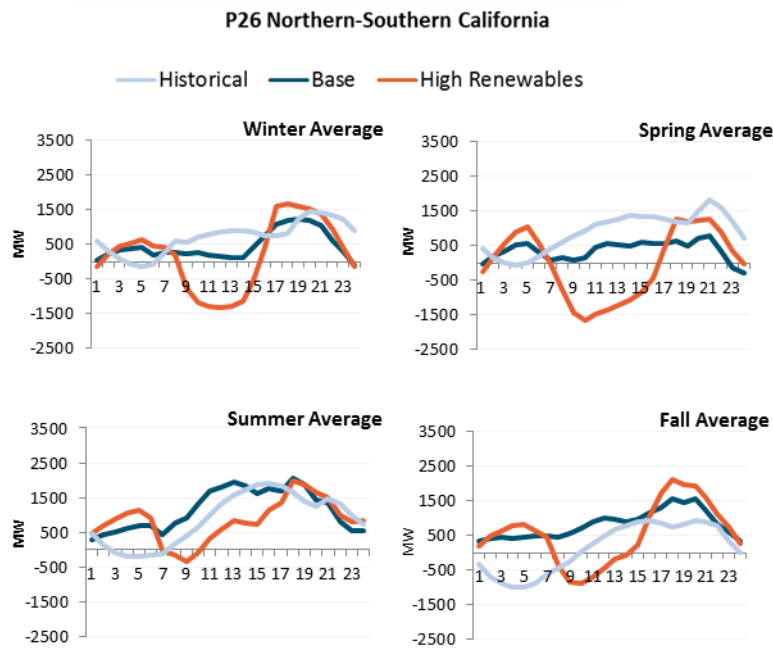 P26 Northern-Southern California
Historical Base High Renewables
Winter Average
3500
2500
1500
500
-500
-1500
-2500
MW
1 3 5 7 9 11 13 15 17 19 21 23
Spring Average
3500
2500
1500
500
-500
-1500
-2500
MW
1 3 5 7 9 11 13 15 17 19 21 23
Summer Average
3500
2500
1500
500
-500
-1500
-2500
MW
1 3 5 7 9 11 13 15 17 19 21 23
Fall Average
3500
2500
1500
500
-500
-1500
-2500
MW
1 3 5 7 9 11 13 15 17 19 21 23